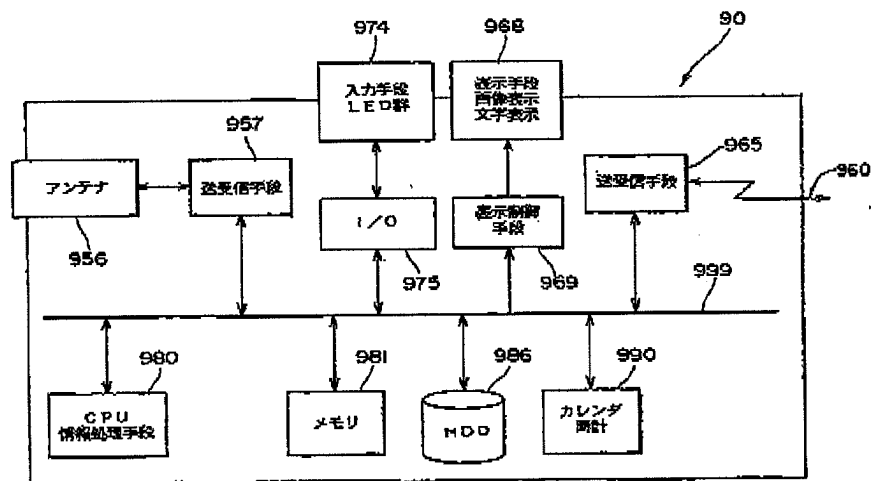 974
968
90
入力手段
LED群
表示手段
画像表示
文字表示
957
965
アンテナ
送受信手段
送受信手段
960
I/O
表示制御
手段
956
975
969
999
980
981
986
990
CPU
情報処理手段
メモリ
HDD
カレンダ
時計